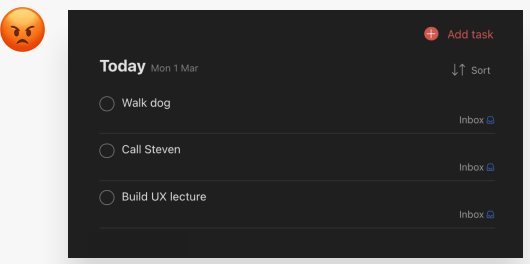 Add task
Today Mon 1 Mar
Sort
Walk dog
Inbox
Call Steven
Inbox
Build UX lecture
Inbox